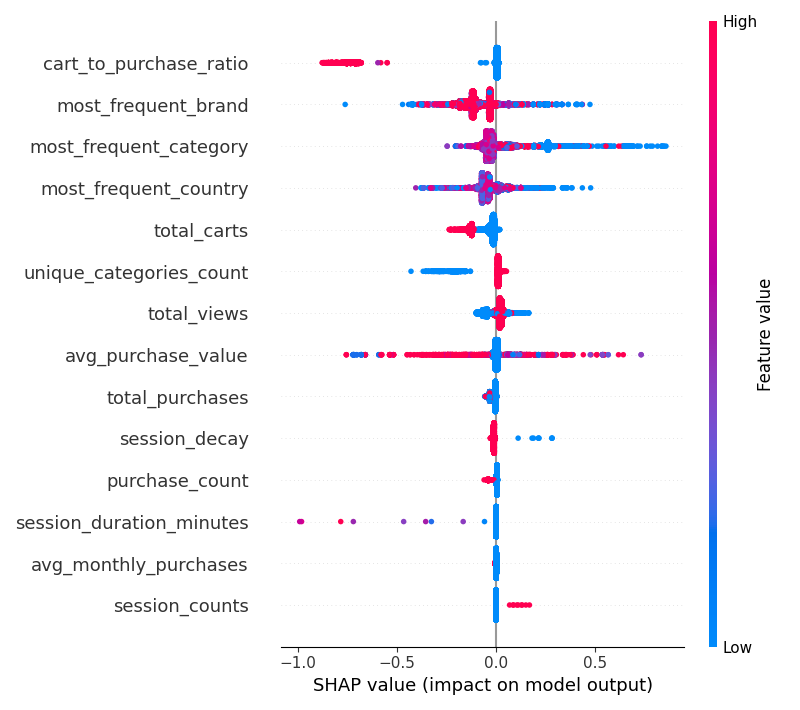 High
cart_to_purchase_ratio
most_frequent_brand
most_frequent_category
most_frequent_country
total_carts
unique_categories_count
total_views
avg_purchase_value
total_purchases
session_decay
purchase_count
session_duration_minutes
avg_monthly_purchases
session_counts
Feature value
Low
−1.0 −0.5 0.0 0.5
SHAP value (impact on model output)